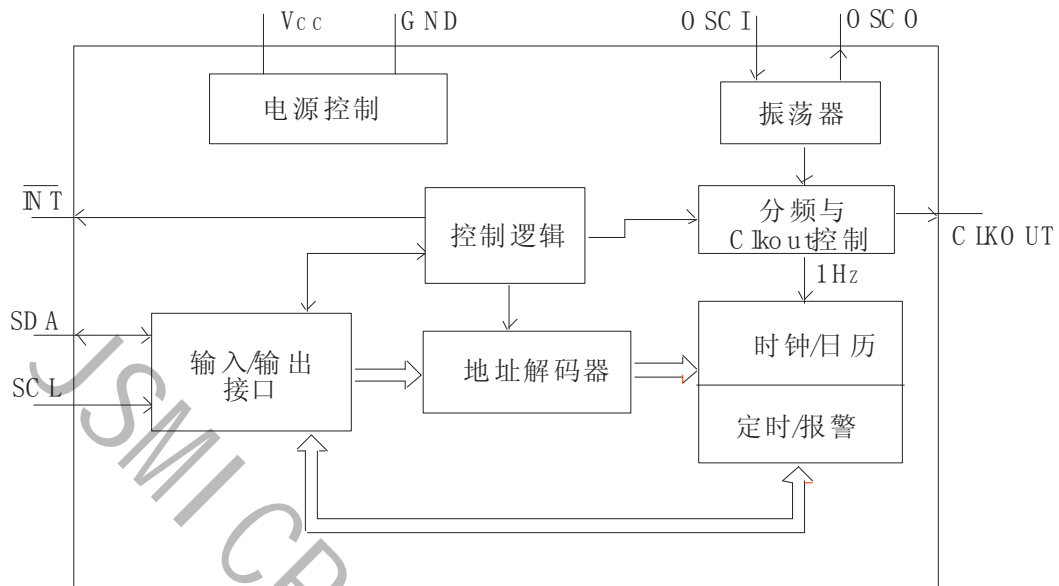 Vcc
GND
OSCI
OSCO
电源控制
振荡器
INT
控制逻辑
分频与
Clkout控制
CLKOUT
1Hz
SDA
SCL
输入/输出
接口
地址解码器
时钟/日历
定时/报警